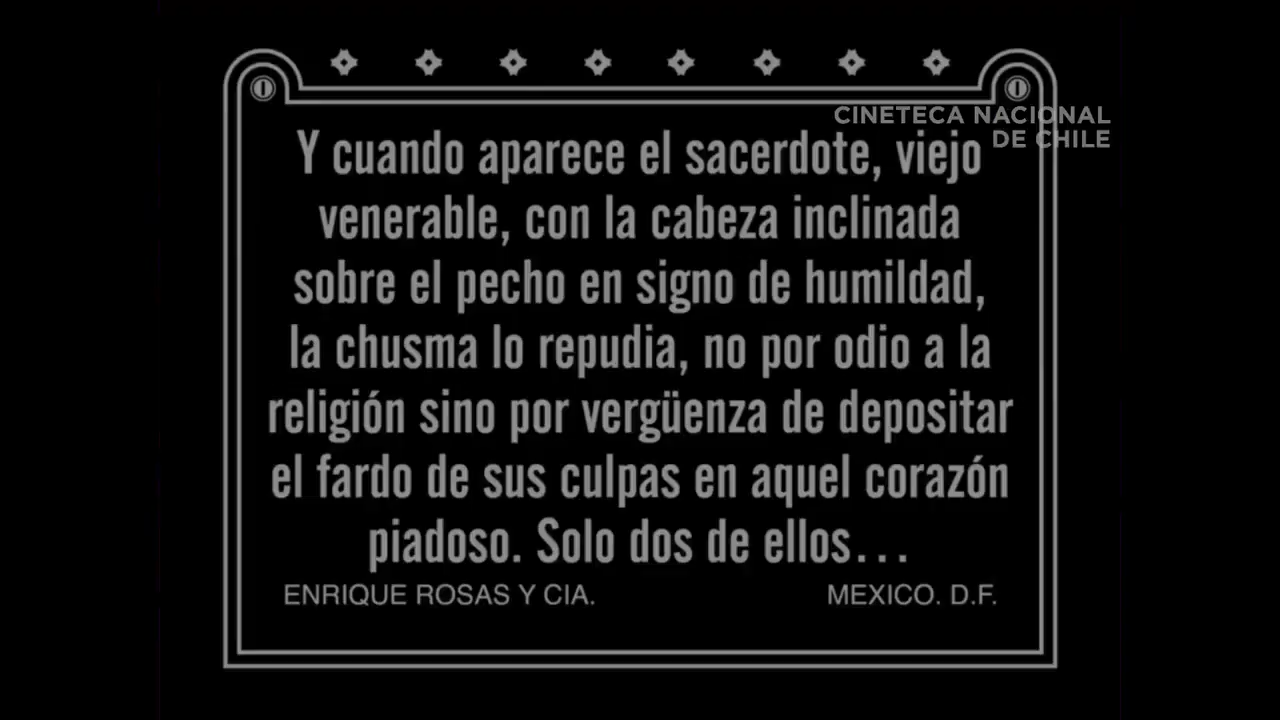 CINETECA NACIONAL
DE CHILE
Y cuando aparece el sacerdote, viejo
venerable, con la cabeza inclinada
sobre el pecho en signo de humildad,
la chusma lo repudia, no por odio a la
religión sino por vergüenza de depositar
el fardo de sus culpas en aquel corazón
piadoso. Solo dos de ellos...
ENRIQUE ROSAS Y CIA.
MEXICO. D.F.